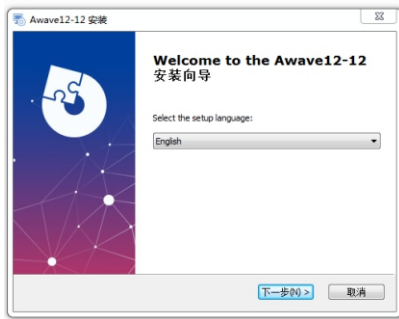 Awave12-12 安装
Welcome to the Awave12-12
安装向导
Select the setup language:
English
下一步(N) >
取消